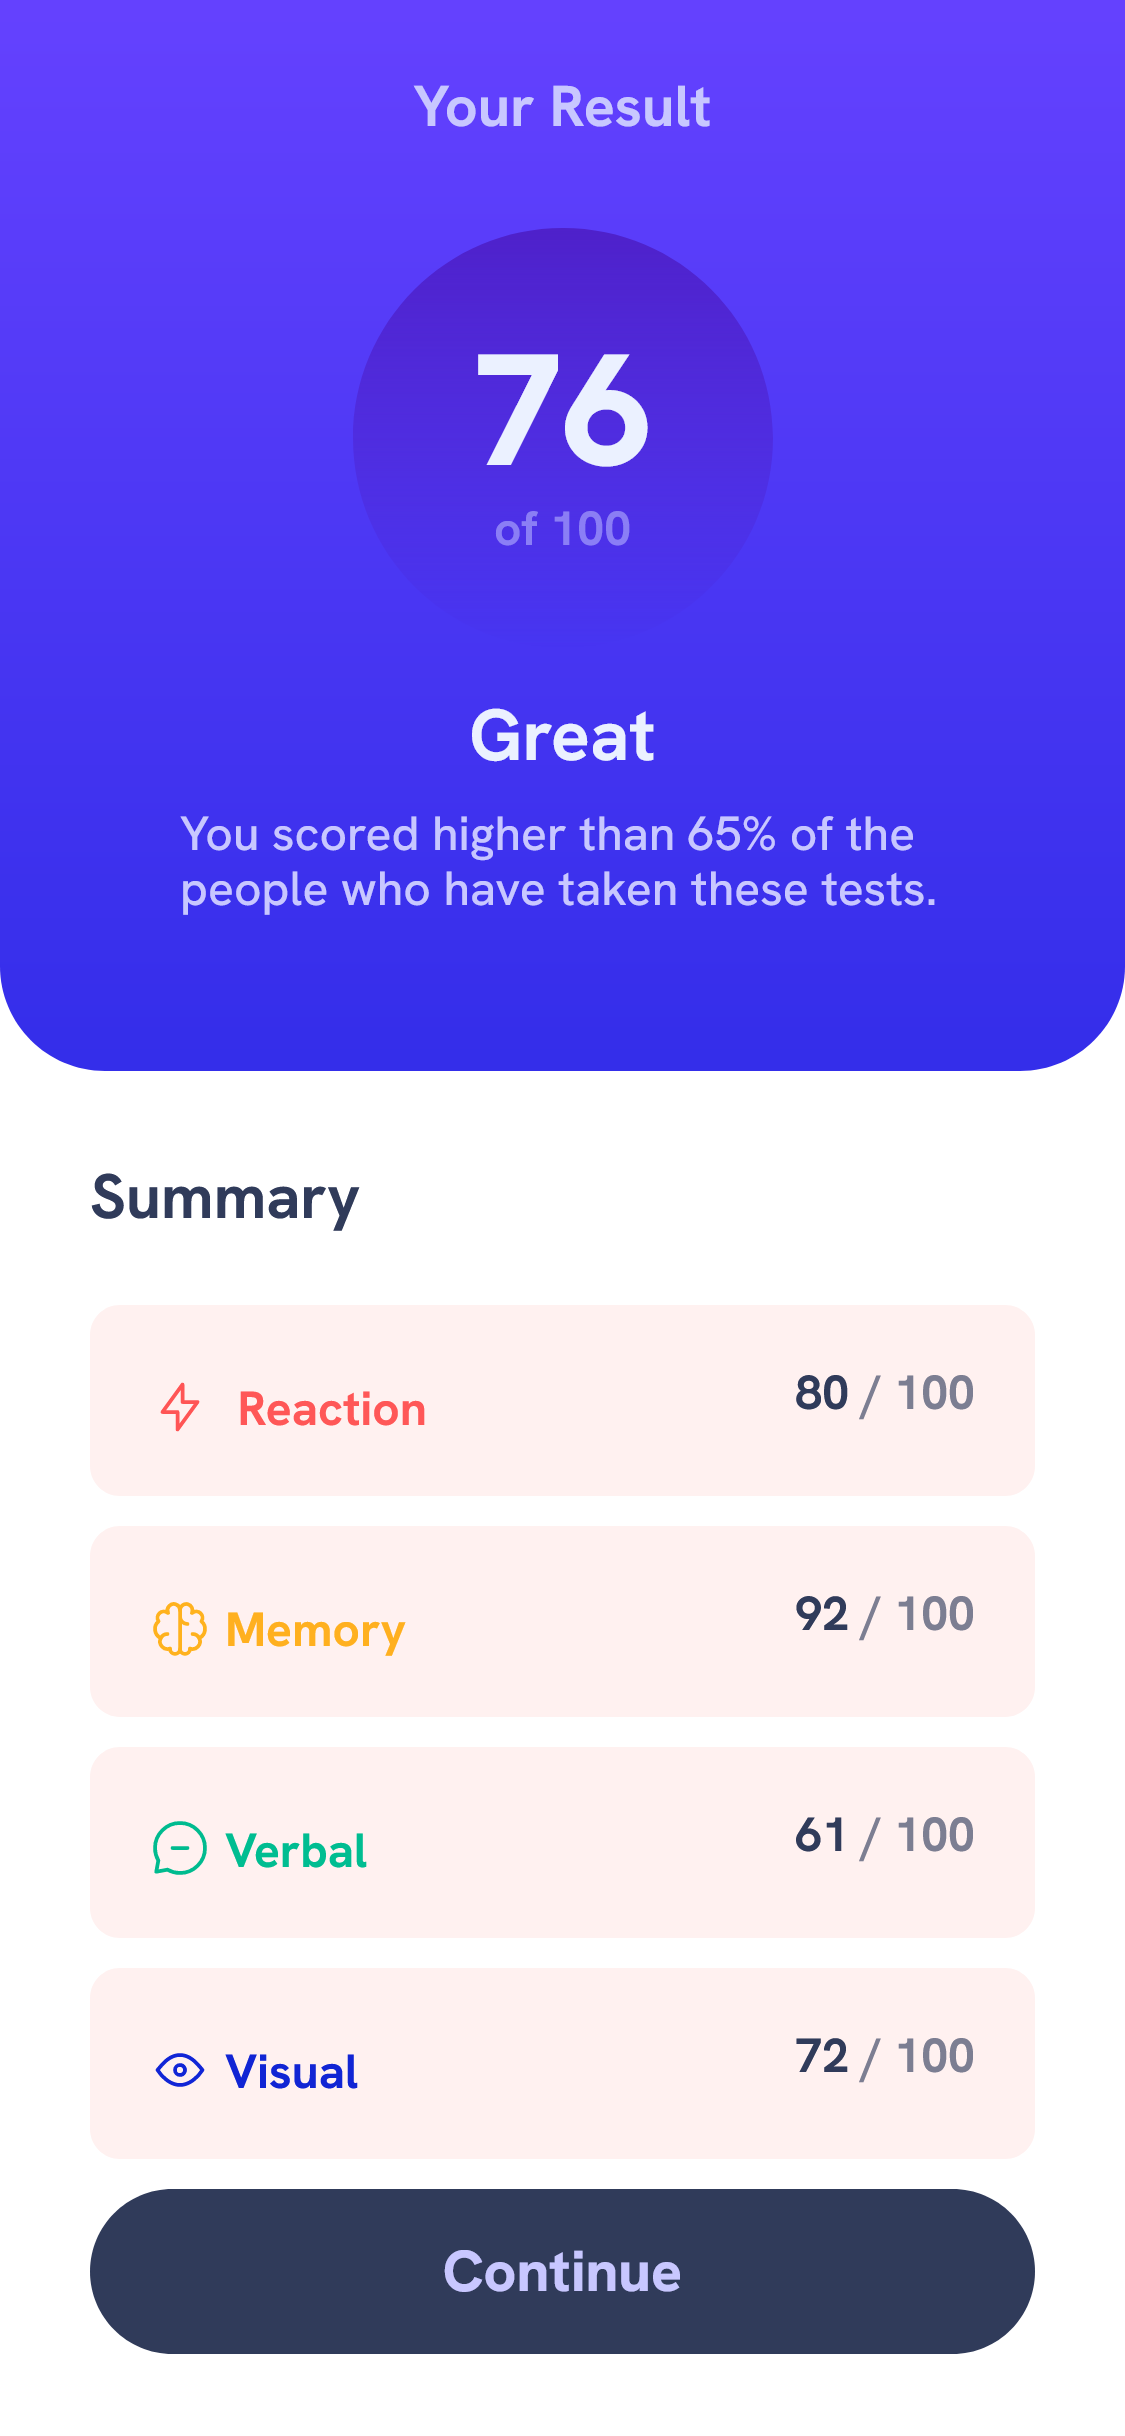 Your Result
76
of 100
Great
You scored higher than 65% of the
people who have taken these tests.
Summary
Reaction 80 / 100
Memory 92 / 100
Verbal 61 / 100
Visual 72 / 100
Continue